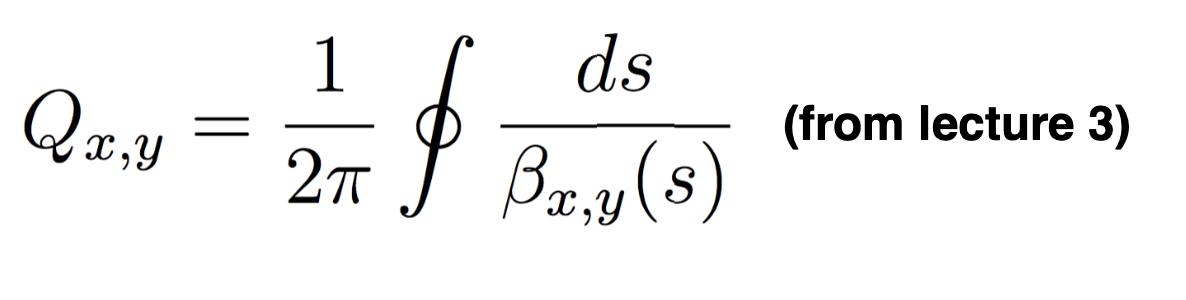 Q_{x,y} = \frac{1}{2\pi} \oint \frac{ds}{\beta_{x,y}(s)} (from lecture 3)